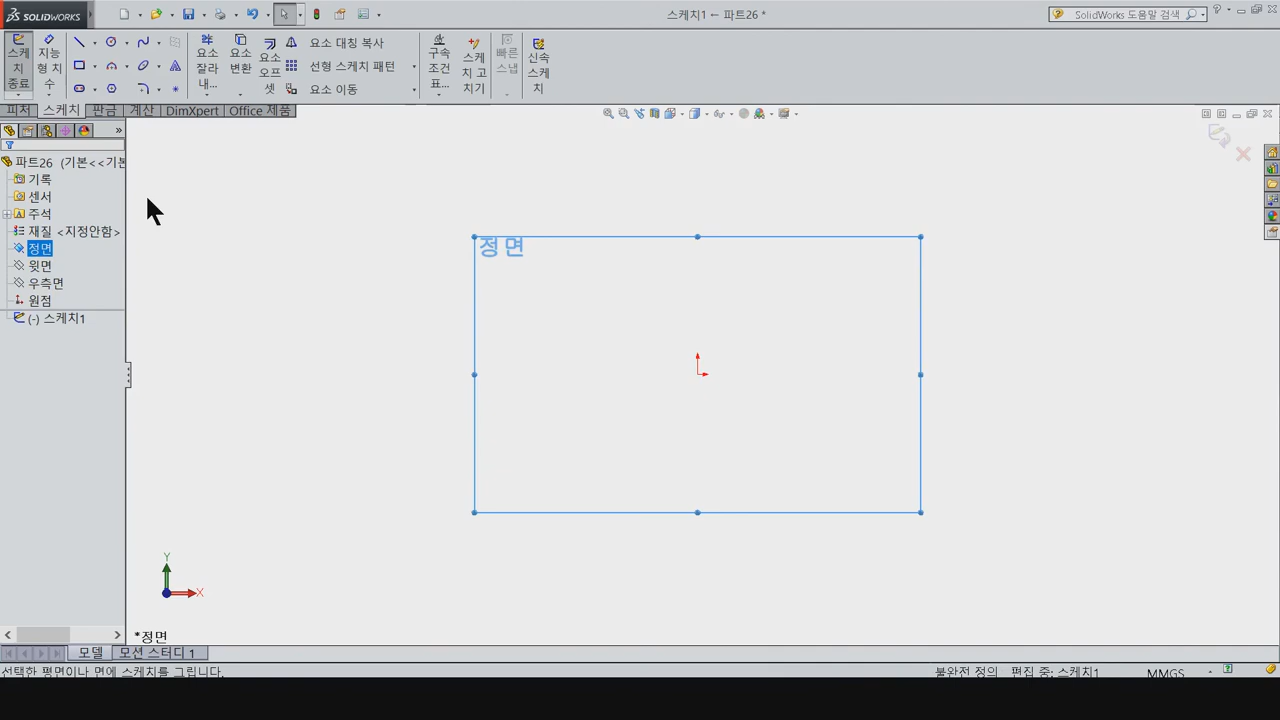 SOLIDWORKS
스케치1 ← 파트26 *
SolidWorks 도움말 검색
스케치 종료
지능형 치수
요소 잘라내...
요소 변환
요소 오프셋
요소 대칭 복사
선형 스케치 패턴
요소 이동
구속조건 표...
스케치 고치기
빠른 스냅
신속 스케치
피처 스케치 판금 계산 DimXpert Office 제품
파트26 (기본<<기본
기록
센서
주석
재질 <지정안함>
정면
윗면
우측면
원점
(-) 스케치1
정면
Y
X
*정면
모델 모션 스터디 1
선택한 평면이나 면에 스케치를 그립니다.
불완전 정의 편집 중: 스케치1 MMGS